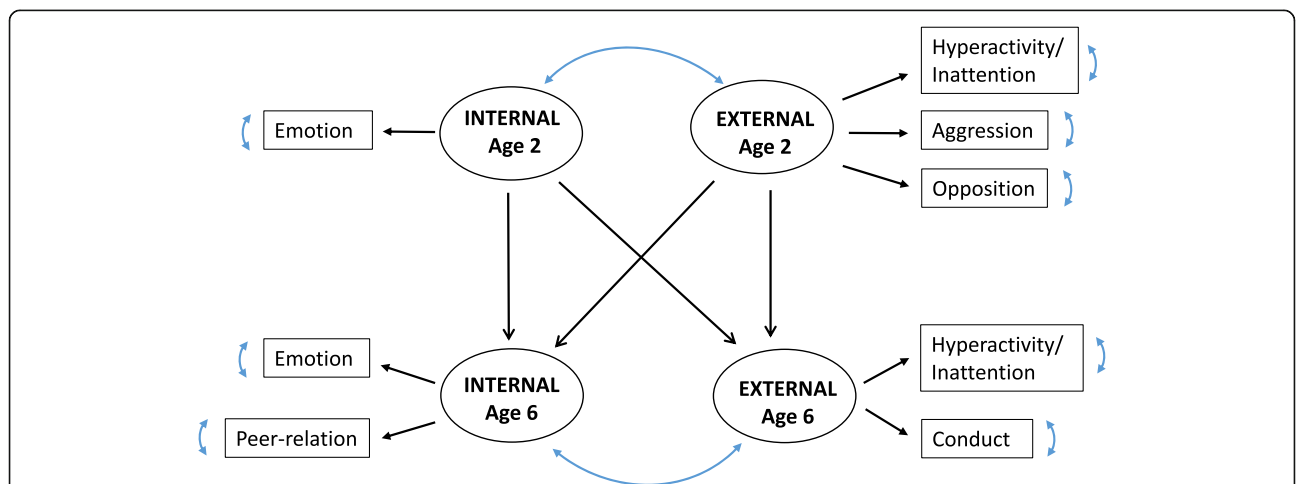 Hyperactivity/
Inattention
INTERNAL
Age 2
EXTERNAL
Age 2
Emotion
Aggression
Opposition
Emotion
INTERNAL
Age 6
EXTERNAL
Age 6
Hyperactivity/
Inattention
Peer-relation
Conduct